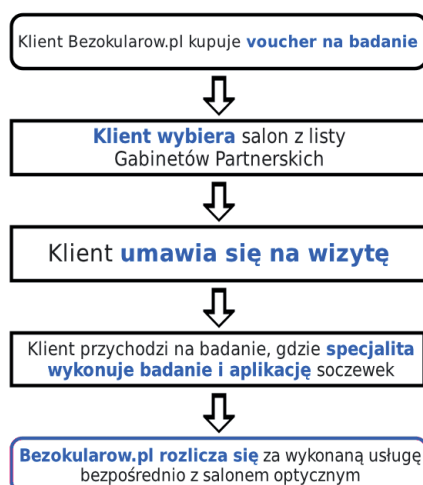 Klient Bezokularow.pl kupuje voucher na badanie
Klient wybiera salon z listy
Gabinetów Partnerskich
Klient umawia się na wizytę
Klient przychodzi na badanie, gdzie specjalita
wykonuje badanie i aplikację soczewek
Bezokularow.pl rozlicza się za wykonaną usługę
bezpośrednio z salonem optycznym